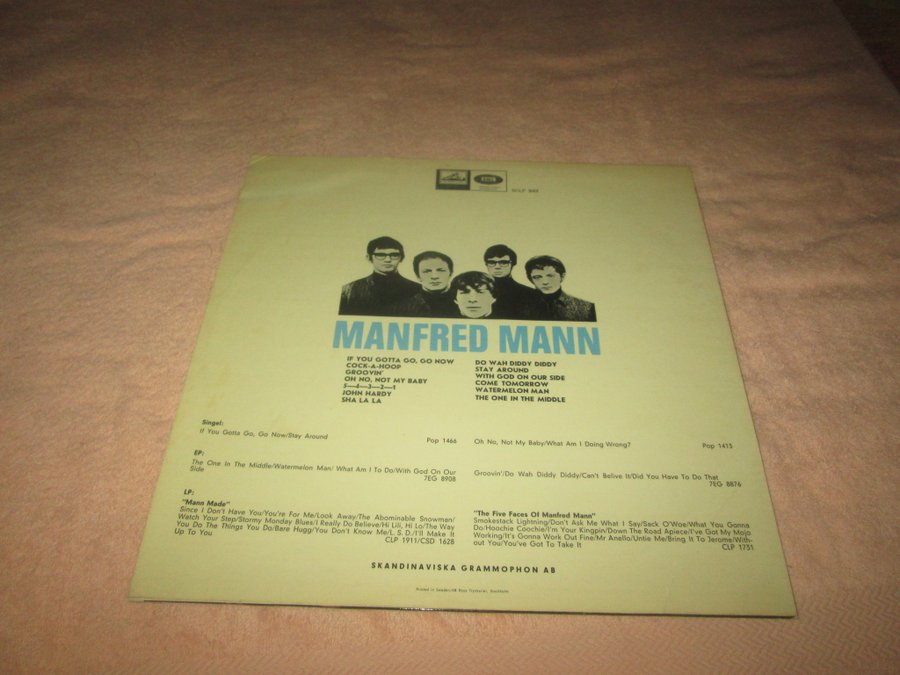 MANFRED MANN
IF YOU GOTTA GO, GO NOW
COCK-A-HOOP
GROOVIN'
OH NO, NOT MY BABY
5—4—3—2—1
JOHN HARDY
SHA LA LA
DO WAH DIDDY DIDDY
STAY AROUND
WITH GOD ON OUR SIDE
COME TOMORROW
WATERMELON MAN
THE ONE IN THE MIDDLE
Singel:
If You Gotta Go, Go Now/Stay Around
Pop 1466
Oh No, Not My Baby/What Am I Doing Wrong?
Pop 1413
EP:
The One In The Middle/Watermelon Man/ What Am I To Do/With God On Our
Side
7EG 8908
Groovin'/Do Wah Diddy Diddy/Can't Belive It/Did You Have To Do That
7EG 8876
LP:
"Mann Made"
Since I Don't Have You/You're For Me/Look Away/The Abominable Snowman/
Watch Your Step/Stormy Monday Blues/I Really Do Believe/Hi Lili, Hi Lo/The Way
You Do The Things You Do/Bare Hugg/You Don't Know Me/L.S.D./I'll Make It
Up To You
CLP 1911/CSD 1628
"The Five Faces Of Manfred Mann"
Smokestack Lightning/Don't Ask Me What I Say/Sack O'Woe/What You Gonna
Do/Hoochie Coochie/I'm Your Kingpin/Down The Road Apiece/I've Got My Mojo
Working/It's Gonna Work Out Fine/Mr Anello/Untie Me/Bring It To Jerome/With-
out You/You've Got To Take It
CLP 1731
SKANDINAVISKA GRAMMOPHON AB
Printed in Sweden, Stockholm